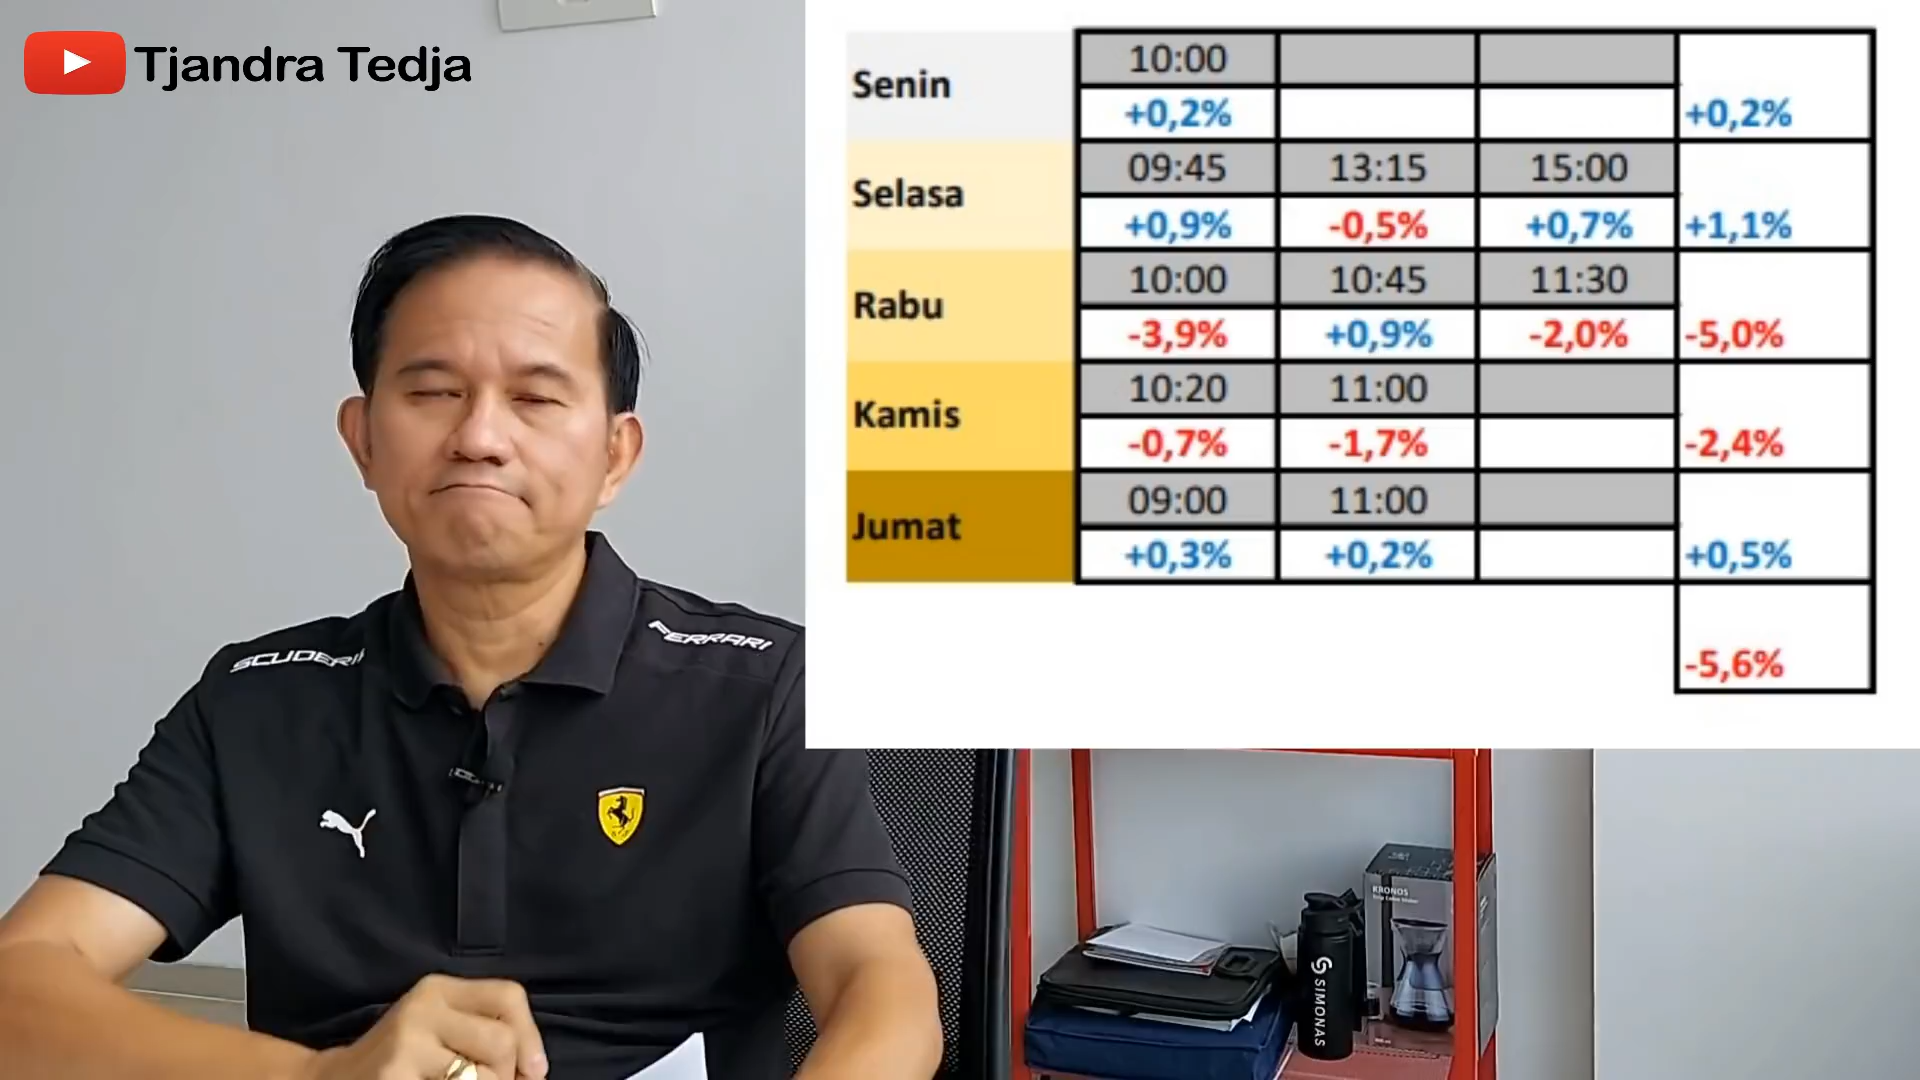 Tjandra Tedja
Senin
10:00
+0,2%
+0,2%
Selasa
09:45 13:15 15:00
+0,9% -0,5% +0,7% +1,1%
Rabu
10:00 10:45 11:30
-3,9% +0,9% -2,0% -5,0%
Kamis
10:20 11:00
-0,7% -1,7% -2,4%
Jumat
09:00 11:00
+0,3% +0,2% +0,5%
-5,6%
SCUDERI
FERRARI
KRONOS
SIMONAS